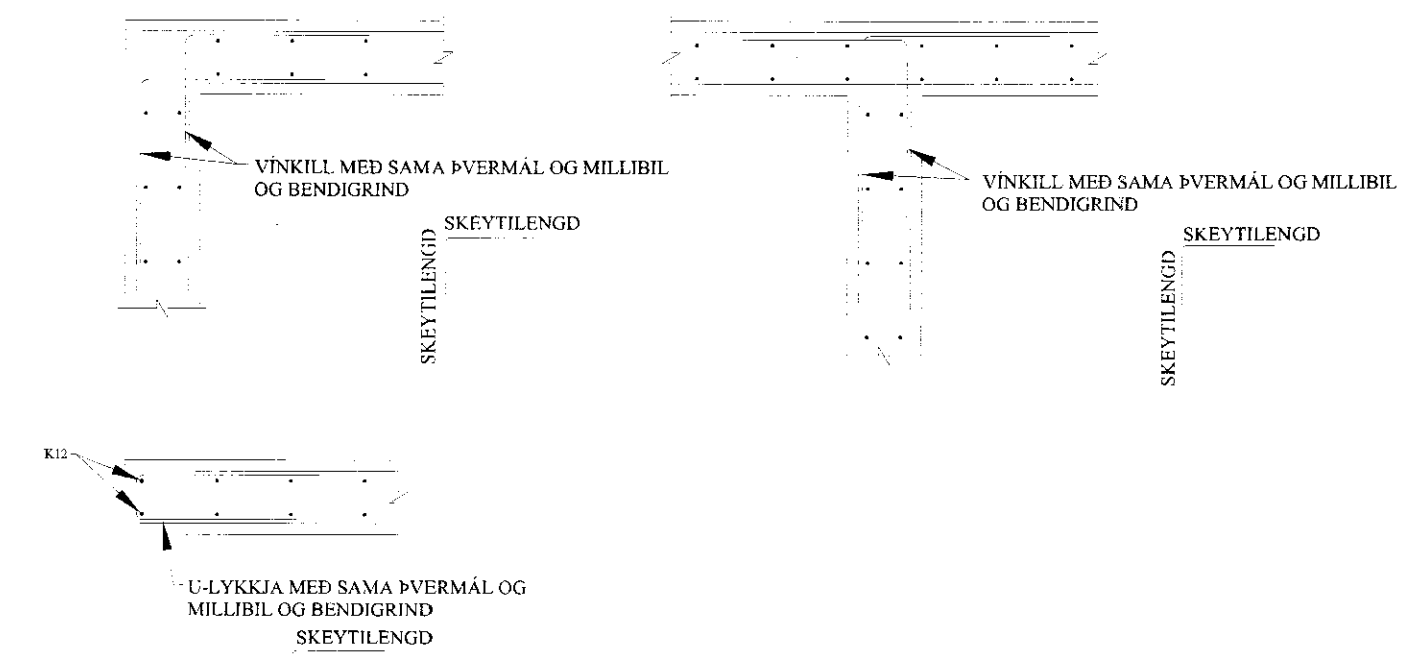 VÍNKILL MEÐ SAMA ÞVERMÁL OG MILLIBIL
OG BENDIGRIND
SKEYTILENGD
SKEYTILENGD
VÍNKILL MEÐ SAMA ÞVERMÁL OG MILLIBIL
OG BENDIGRIND
SKEYTILENGD
SKEYTILENGD
K12
U-LYKKJA MEÐ SAMA ÞVERMÁL OG
MILLIBIL OG BENDIGRIND
SKEYTILENGD